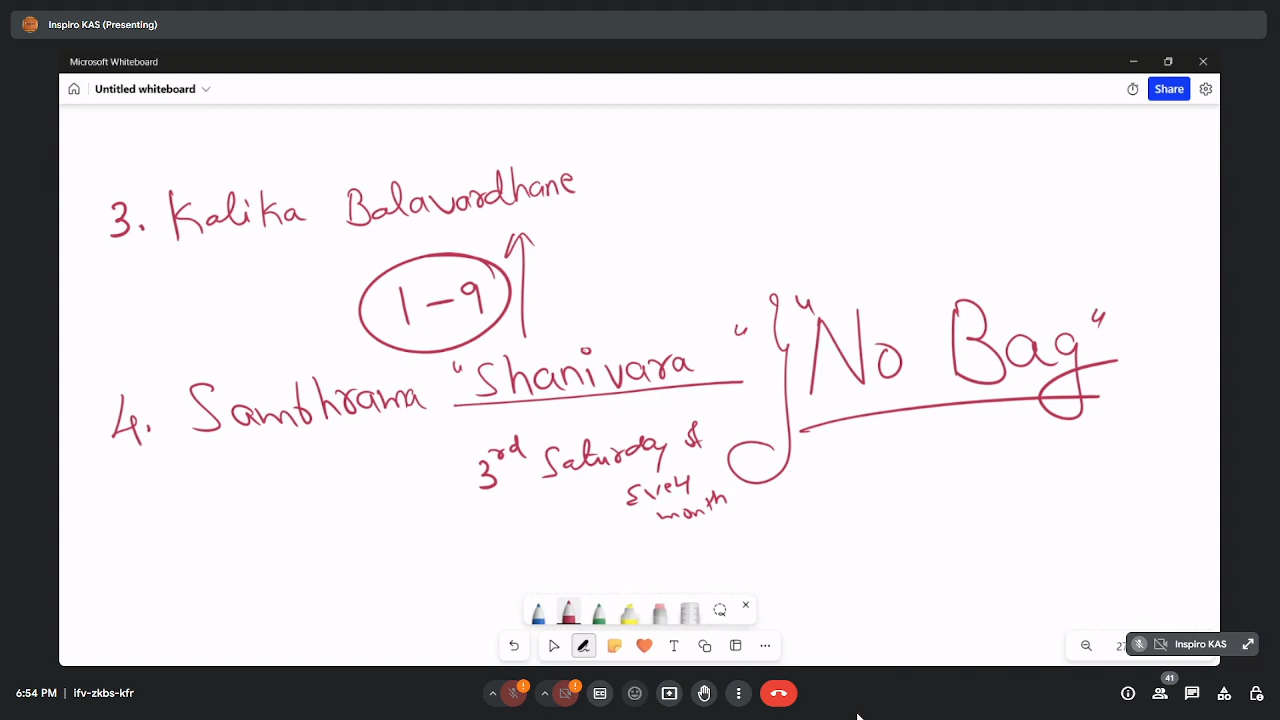 Inspiro KAS (Presenting)
Microsoft Whiteboard
Untitled whiteboard
Share
3. Kalika Balavardhane
1-9
4. Sambhrama "Shanivara" "No Bag"
3rd Saturday of
Every
month
Inspiro KAS
41
6:54 PM | ifv-zkbs-kfr